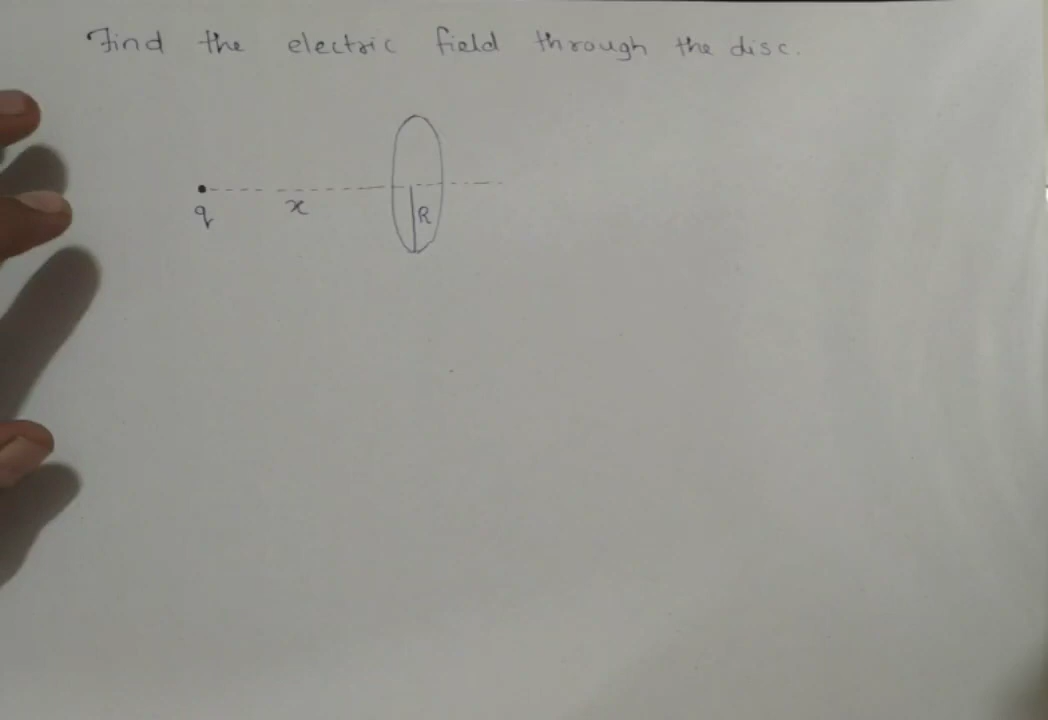 Find the electric field through the disc.
q x R